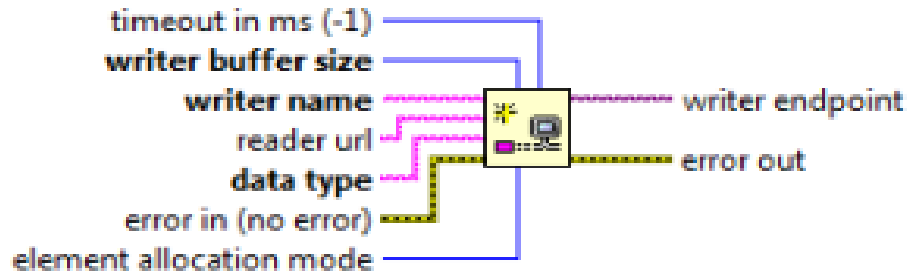 timeout in ms (-1)
writer buffer size
writer name
writer endpoint
reader url
error out
data type
error in (no error)
element allocation mode